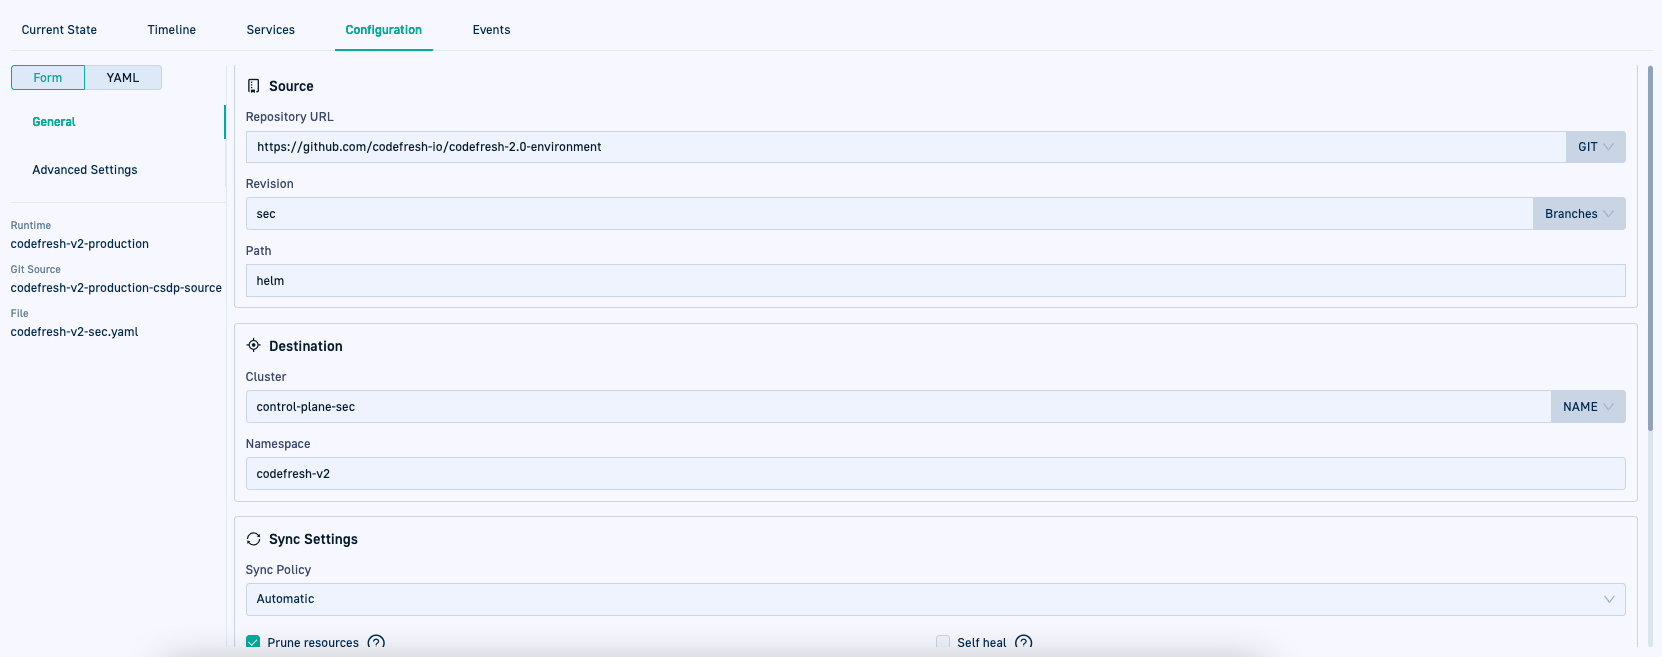 Current State Timeline Services Configuration Events
Form YAML
General
Advanced Settings
Runtime
codefresh-v2-production
Git Source
codefresh-v2-production-csdp-source
File
codefresh-v2-sec.yaml
Source
Repository URL
https://github.com/codefresh-io/codefresh-2.0-environment GIT
Revision
sec Branches
Path
helm
Destination
Cluster
control-plane-sec NAME
Namespace
codefresh-v2
Sync Settings
Sync Policy
Automatic
Prune resources ? Self heal ?